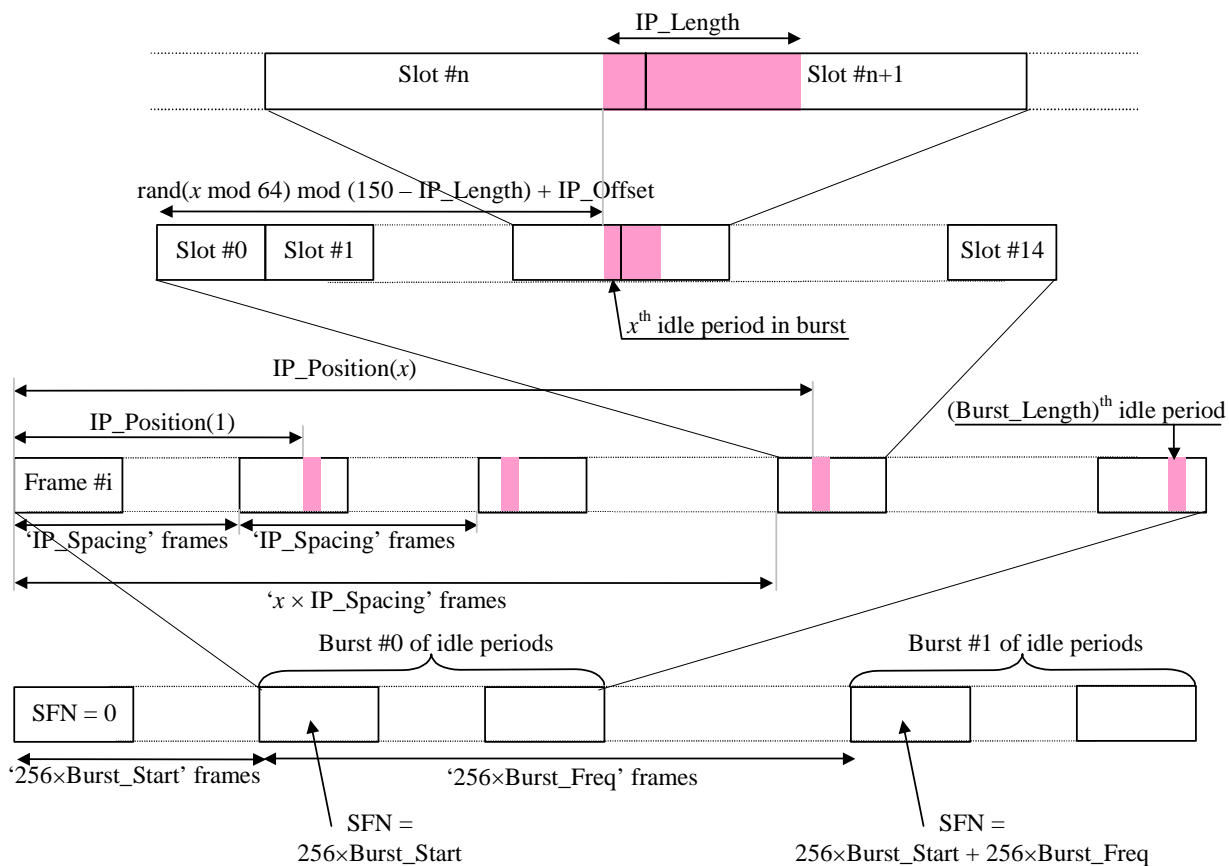 IP_Length
Slot #n
Slot #n+1
rand(x mod 64) mod (150 – IP_Length) + IP_Offset
Slot #0
Slot #1
Slot #14
xth idle period in burst
IP_Position(x)
IP_Position(1)
(Burst_Length)th idle period
Frame #i
‘IP_Spacing’ frames
‘IP_Spacing’ frames
‘x × IP_Spacing’ frames
Burst #0 of idle periods
Burst #1 of idle periods
SFN = 0
‘256×Burst_Start’ frames
‘256×Burst_Freq’ frames
SFN =
256×Burst_Start
SFN =
256×Burst_Start + 256×Burst_Freq